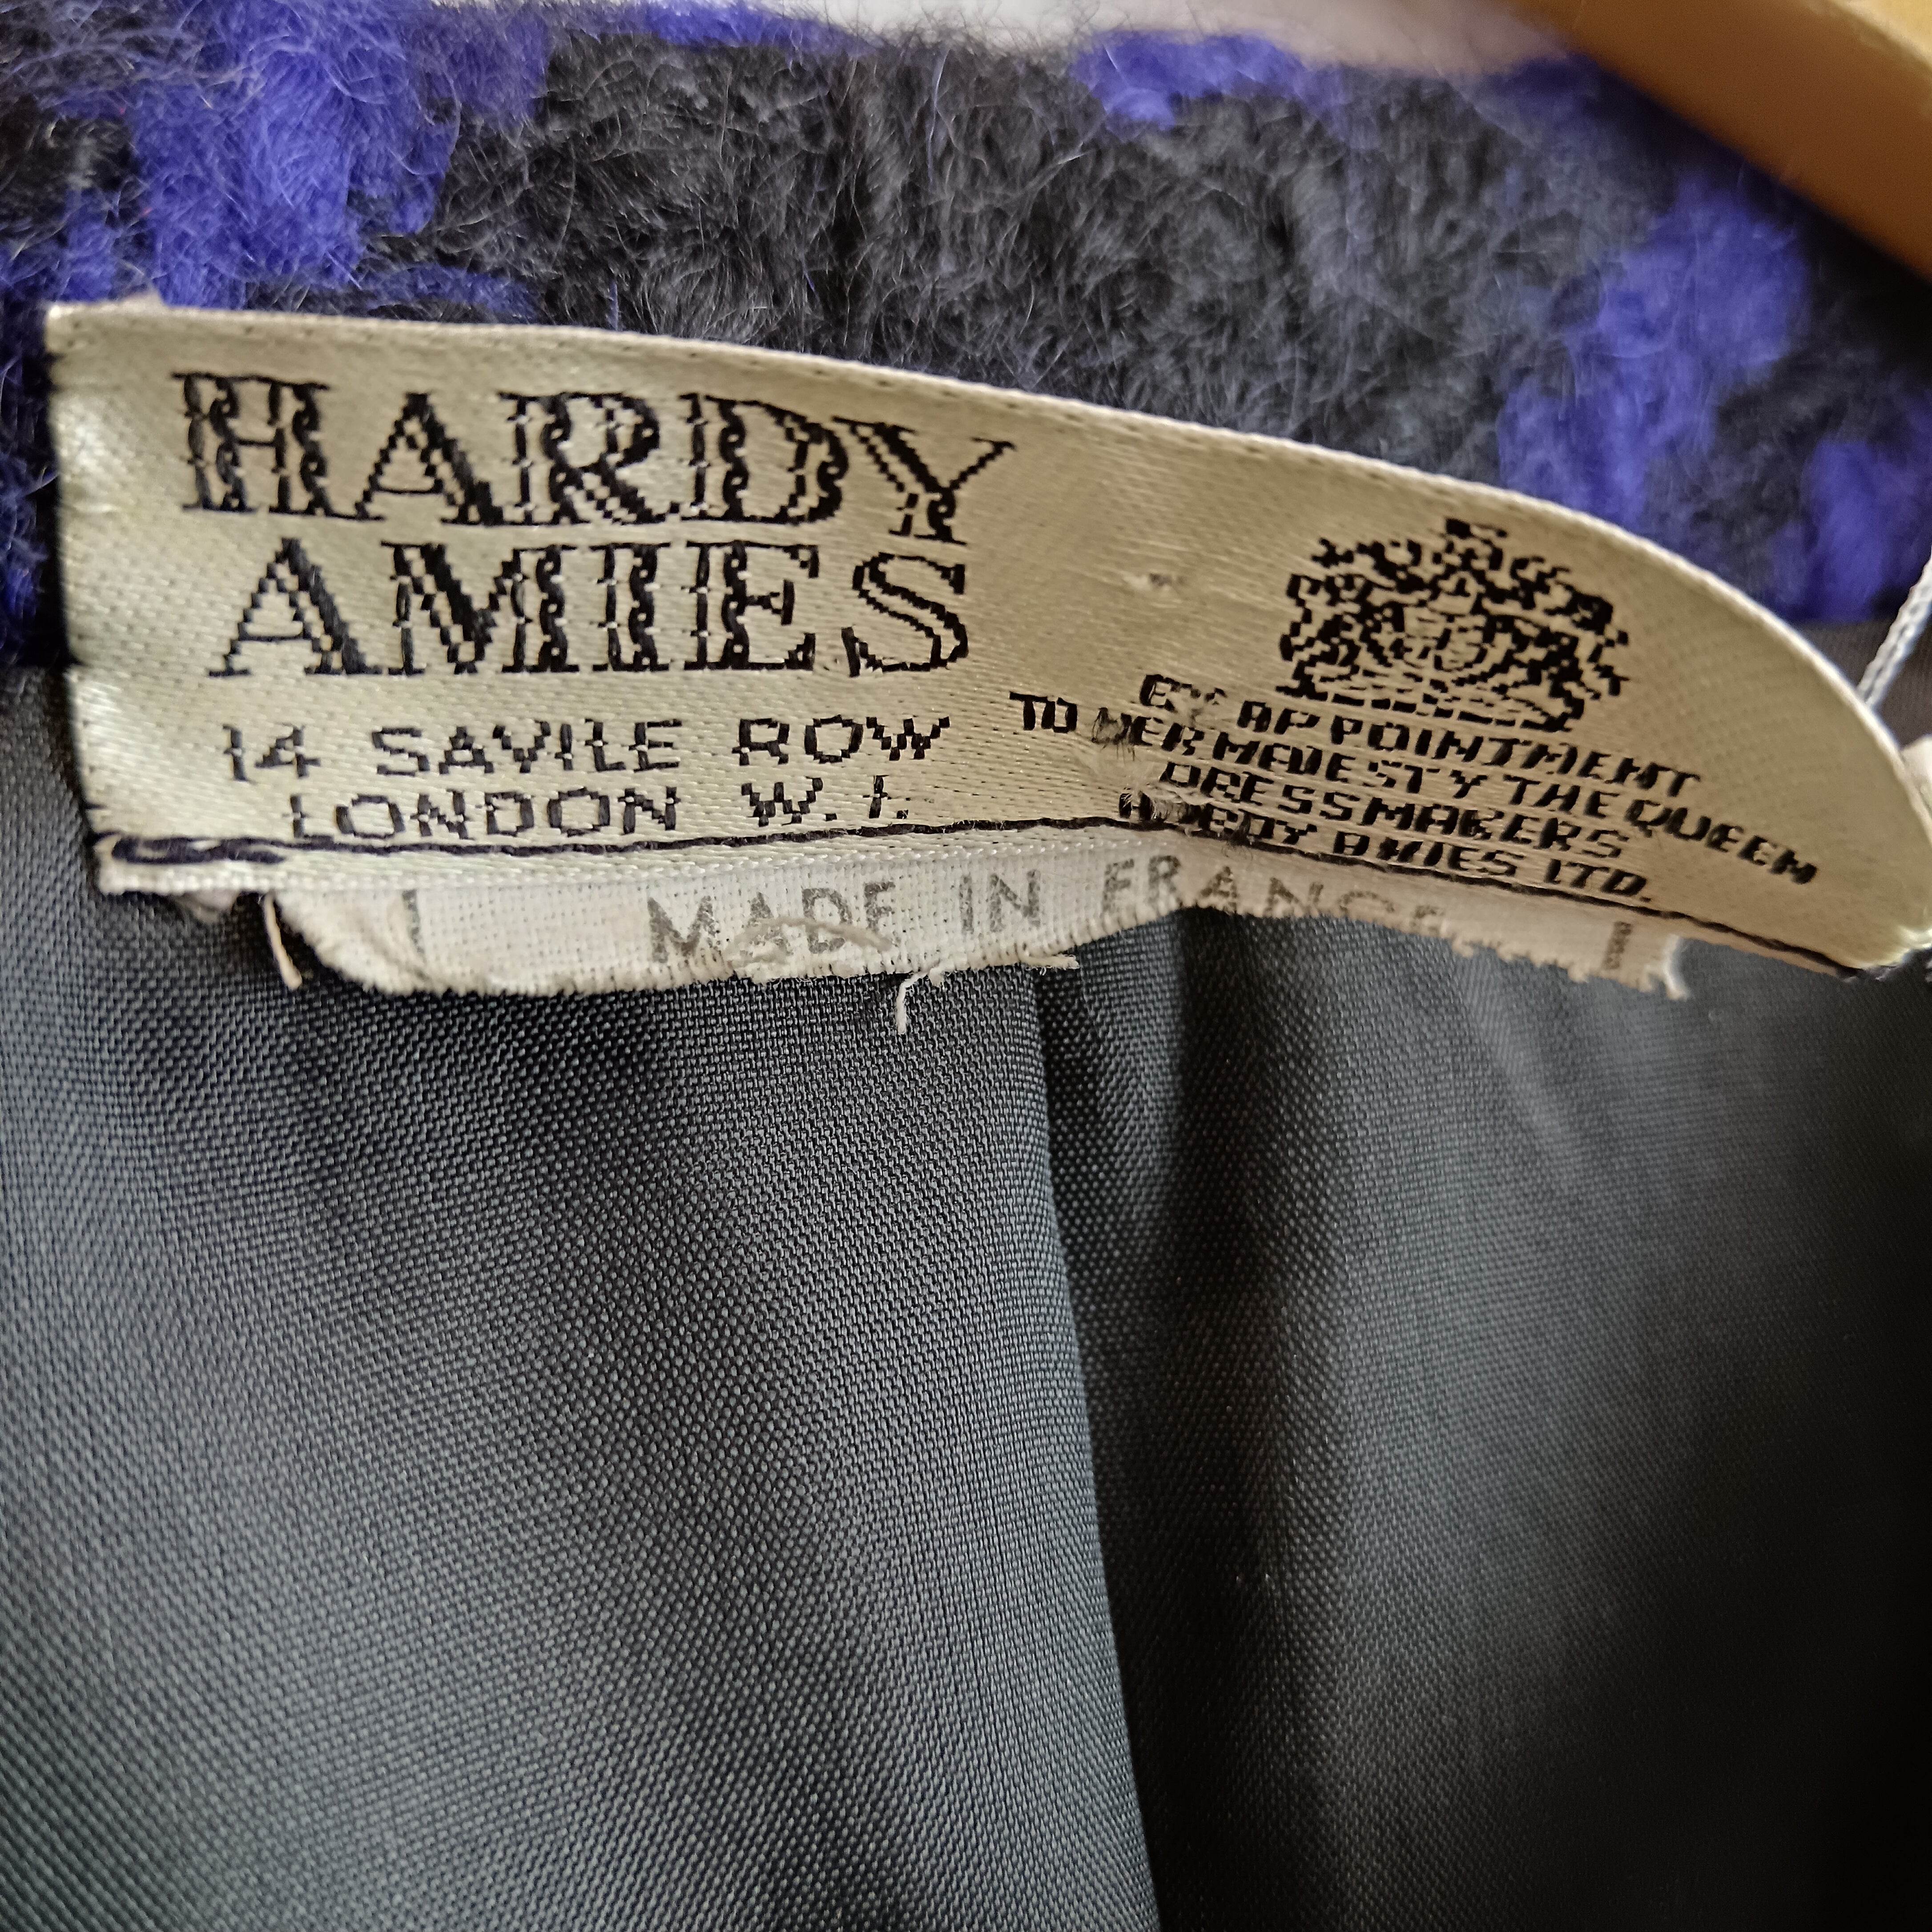 HARDY
AMIES
14 SAVILE ROW
LONDON W.1.
BY APPOINTMENT
TO HER MAJESTY THE QUEEN
DRESSMAKERS
HARDY AMIES LTD.
MADE IN FRANCE